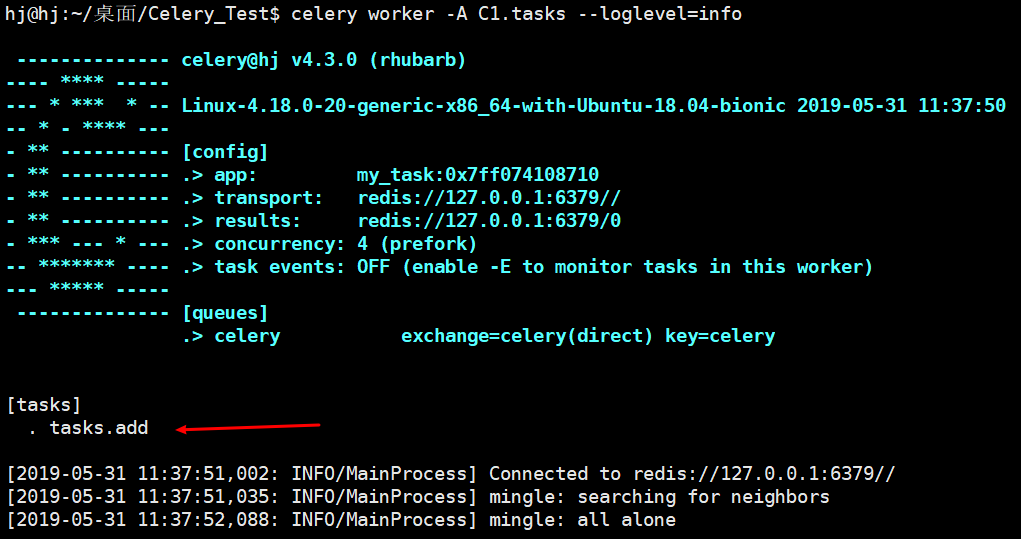 hj@hj:~/桌面/Celery_Test$ celery worker -A C1.tasks --loglevel=info
 -------------- celery@hj v4.3.0 (rhubarb)
---- **** -----
--- * ***  * -- Linux-4.18.0-20-generic-x86_64-with-Ubuntu-18.04-bionic 2019-05-31 11:37:50
-- * - **** ---
- ** ---------- [config]
- ** ---------- .> app:         my_task:0x7ff074108710
- ** ---------- .> transport:   redis://127.0.0.1:6379//
- ** ---------- .> results:     redis://127.0.0.1:6379/0
- *** --- * --- .> concurrency: 4 (prefork)
-- ******* ---- .> task events: OFF (enable -E to monitor tasks in this worker)
--- ***** -----
 -------------- [queues]
                .> celery           exchange=celery(direct) key=celery
[tasks]
  . tasks.add
[2019-05-31 11:37:51,002: INFO/MainProcess] Connected to redis://127.0.0.1:6379//
[2019-05-31 11:37:51,035: INFO/MainProcess] mingle: searching for neighbors
[2019-05-31 11:37:52,088: INFO/MainProcess] mingle: all alone